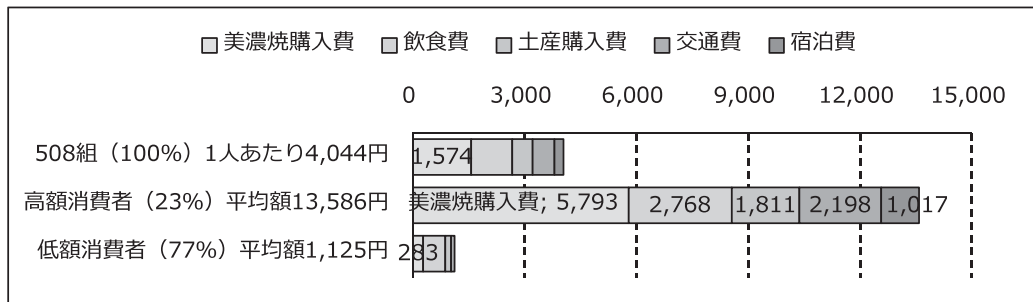 美濃焼購入費 飲食費 土産購入費 交通費 宿泊費
0 3,000 6,000 9,000 12,000 15,000
508組（100%）1人あたり4,044円 1,574
高額消費者（23%）平均額13,586円 美濃焼購入費; 5,793 2,768 1,811 2,198 1,017
低額消費者（77%）平均額1,125円 283